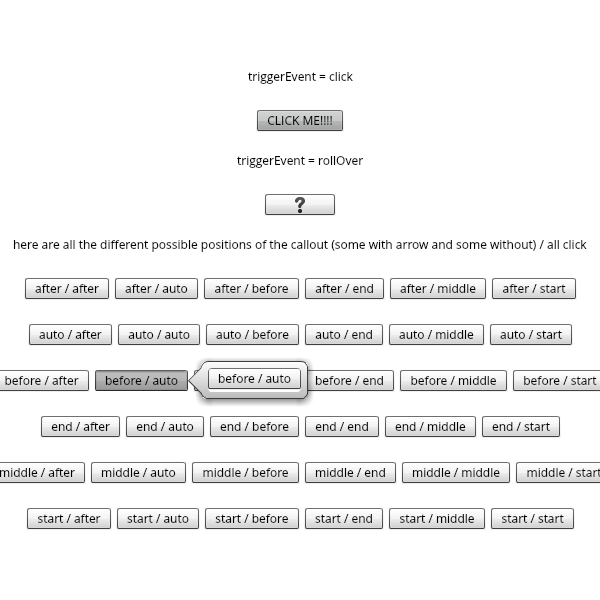 triggerEvent = click
CLICK ME!!!!
triggerEvent = rollOver
?
here are all the different possible positions of the callout (some with arrow and some without) / all click
after / after after / auto after / before after / end after / middle after / start
auto / after auto / auto auto / before auto / end auto / middle auto / start
before / after before / auto before / auto before / end before / middle before / start
end / after end / auto end / before end / end end / middle end / start
middle / after middle / auto middle / before middle / end middle / middle middle / start
start / after start / auto start / before start / end start / middle start / start